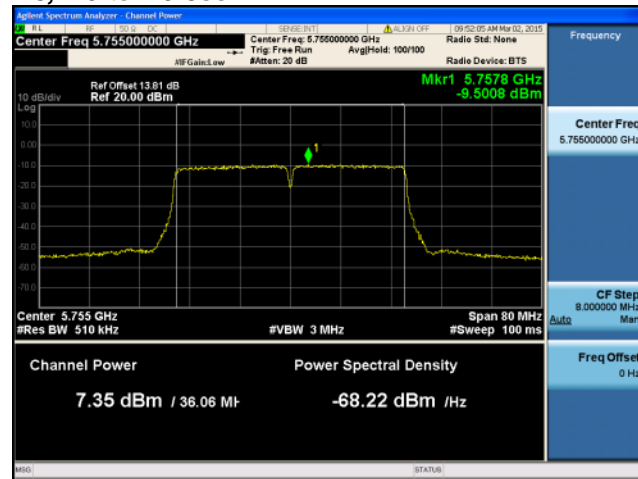 Agilent Spectrum Analyzer - Channel Power
RL RF 50 Ω DC SENSE:INT ALIGN OFF 09:52:05 AM Mar 02, 2015
Center Freq 5.755000000 GHz
Center Freq: 5.755000000 GHz
Radio Std: None
Trig: Free Run Avg|Hold: 100/100
#IFGain:Low #Atten: 20 dB Radio Device: BTS
Frequency
Ref Offset 13.81 dB
Mkr1 5.7578 GHz
10 dB/div Ref 20.00 dBm -9.5008 dBm
Log
10.0
0.00
-10.0
-20.0
-30.0
-40.0
-50.0
-60.0
-70.0
1
Center Freq
5.755000000 GHz
Center 5.755 GHz Span 80 MHz
#Res BW 510 kHz #VBW 3 MHz #Sweep 100 ms
CF Step
8.000000 MHz
Auto Man
Channel Power Power Spectral Density
7.35 dBm / 36.06 MH -68.22 dBm /Hz
Freq Offset
0 Hz
MSG STATUS